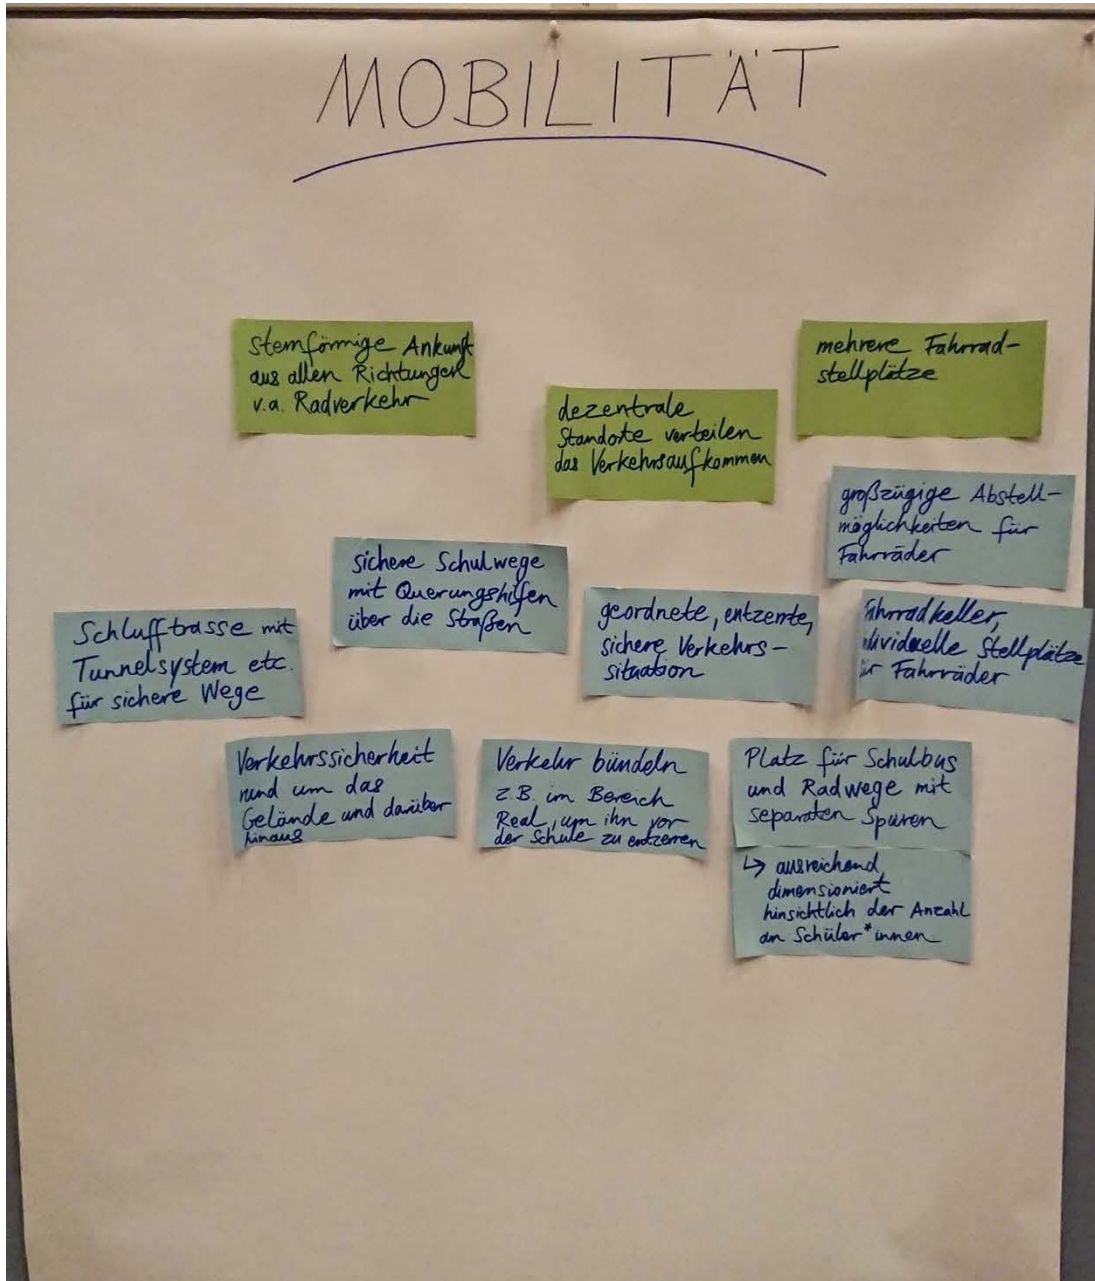 MOBILITÄT
sternförmige Ankunft
aus allen Richtungen
v.a. Radverkehr
dezentrale
Standorte verteilen
das Verkehrsaufkommen
mehrere Fahrrad-
stellplätze
großzügige Abstell-
möglichkeiten für
Fahrräder
sichere Schulwege
mit Querungshilfen
über die Straßen
geordnete, entzerrte,
sichere Verkehrs-
situation
Fahrradkeller,
individuelle Stellplätze
für Fahrräder
Schlufftrasse mit
Tunnelsystem etc.
für sichere Wege
Verkehrssicherheit
rund um das
Gelände und darüber
hinaus
Verkehr bündeln
z.B. im Bereich
Real, um ihn vor
der Schule zu entzerren
Platz für Schulbus
und Radwege mit
separaten Spuren
↳ ausreichend
dimensioniert
hinsichtlich der Anzahl
an Schüler*innen